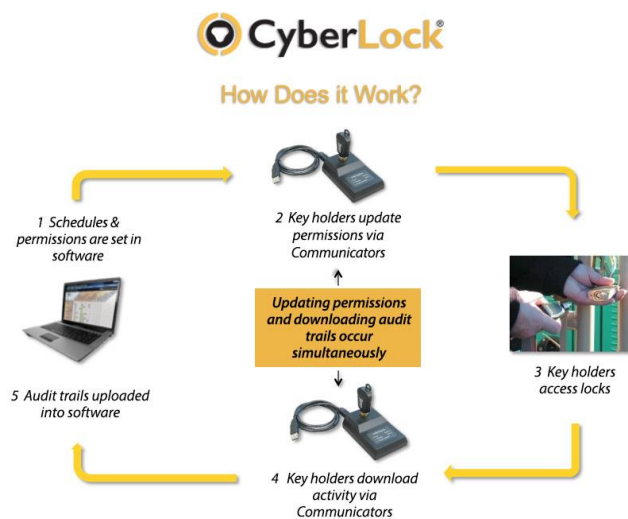 CyberLock®
How Does it Work?
1 Schedules &
permissions are set in
software
2 Key holders update
permissions via
Communicators
Updating permissions
and downloading audit
trails occur
simultaneously
3 Key holders
access locks
4 Key holders download
activity via
Communicators
5 Audit trails uploaded
into software